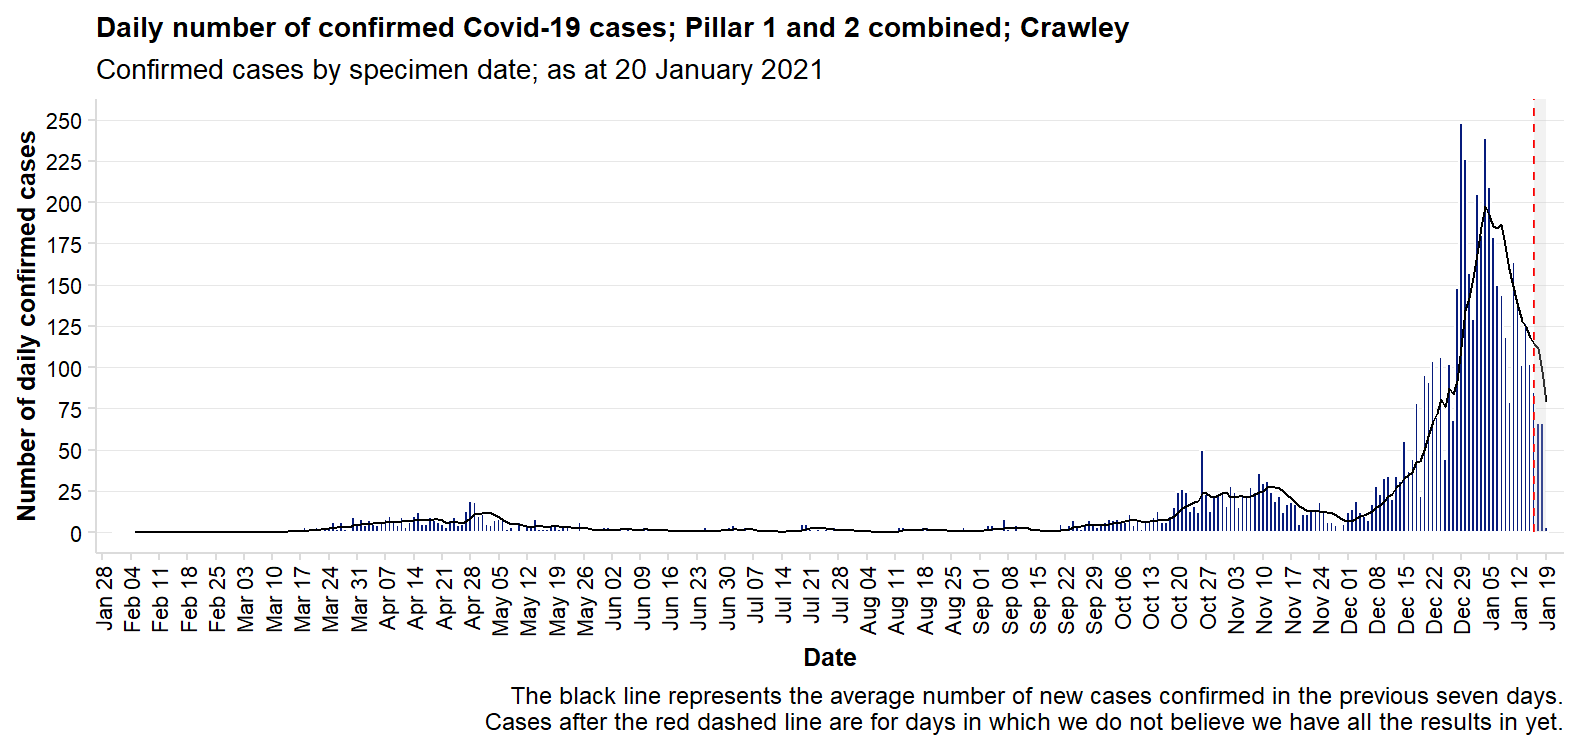 Daily number of confirmed Covid-19 cases; Pillar 1 and 2 combined; Crawley
Confirmed cases by specimen date; as at 20 January 2021
Number of daily confirmed cases
250
225
200
175
150
125
100
75
50
25
0
Jan 28
Feb 04
Feb 11
Feb 18
Feb 25
Mar 03
Mar 10
Mar 17
Mar 24
Mar 31
Apr 07
Apr 14
Apr 21
Apr 28
May 05
May 12
May 19
May 26
Jun 02
Jun 09
Jun 16
Jun 23
Jun 30
Jul 07
Jul 14
Jul 21
Jul 28
Aug 04
Aug 11
Aug 18
Aug 25
Sep 01
Sep 08
Sep 15
Sep 22
Sep 29
Oct 06
Oct 13
Oct 20
Oct 27
Nov 03
Nov 10
Nov 17
Nov 24
Dec 01
Dec 08
Dec 15
Dec 22
Dec 29
Jan 05
Jan 12
Jan 19
Date
The black line represents the average number of new cases confirmed in the previous seven days.
Cases after the red dashed line are for days in which we do not believe we have all the results in yet.